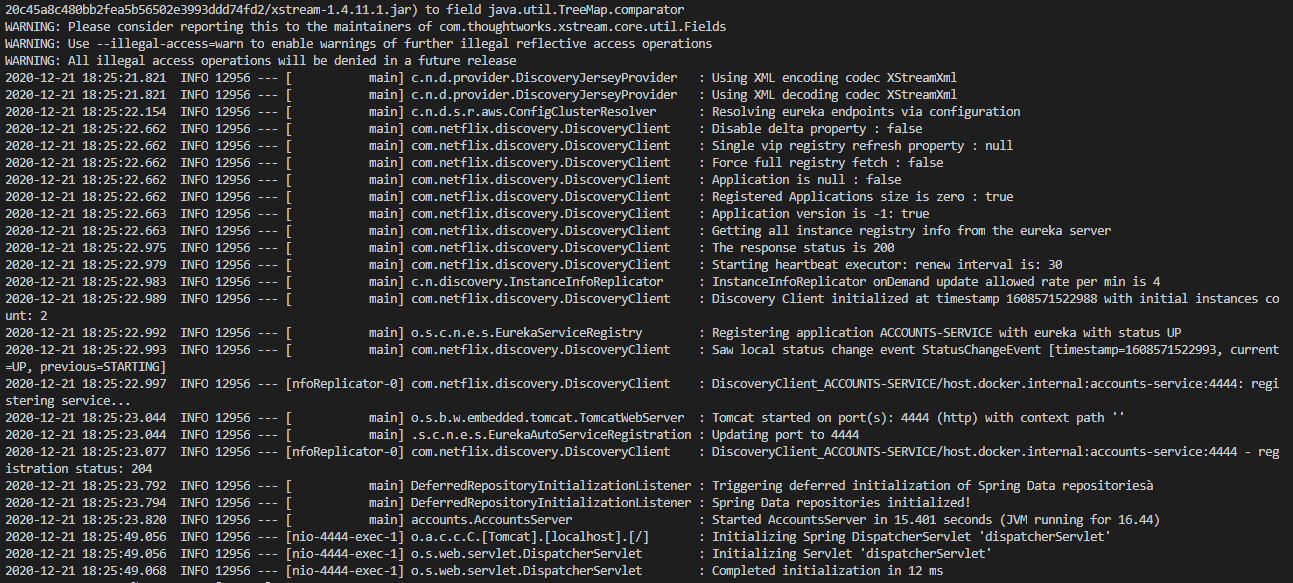 20c45a8c480bb2fea5b56502e3993ddd74fd2/xstream-1.4.11.1.jar) to field java.util.TreeMap.comparator
WARNING: Please consider reporting this to the maintainers of com.thoughtworks.xstream.core.util.Fields
WARNING: Use --illegal-access=warn to enable warnings of further illegal reflective access operations
WARNING: All illegal access operations will be denied in a future release
2020-12-21 18:25:21.821  INFO 12956 --- [           main] c.n.d.provider.DiscoveryJerseyProvider   : Using XML encoding codec XStreamXml
2020-12-21 18:25:21.821  INFO 12956 --- [           main] c.n.d.provider.DiscoveryJerseyProvider   : Using XML decoding codec XStreamXml
2020-12-21 18:25:22.154  INFO 12956 --- [           main] c.n.d.s.r.aws.ConfigClusterResolver      : Resolving eureka endpoints via configuration
2020-12-21 18:25:22.662  INFO 12956 --- [           main] com.netflix.discovery.DiscoveryClient    : Disable delta property : false
2020-12-21 18:25:22.662  INFO 12956 --- [           main] com.netflix.discovery.DiscoveryClient    : Single vip registry refresh property : null
2020-12-21 18:25:22.662  INFO 12956 --- [           main] com.netflix.discovery.DiscoveryClient    : Force full registry fetch : false
2020-12-21 18:25:22.662  INFO 12956 --- [           main] com.netflix.discovery.DiscoveryClient    : Application is null : false
2020-12-21 18:25:22.662  INFO 12956 --- [           main] com.netflix.discovery.DiscoveryClient    : Registered Applications size is zero : true
2020-12-21 18:25:22.663  INFO 12956 --- [           main] com.netflix.discovery.DiscoveryClient    : Application version is -1: true
2020-12-21 18:25:22.663  INFO 12956 --- [           main] com.netflix.discovery.DiscoveryClient    : Getting all instance registry info from the eureka server
2020-12-21 18:25:22.975  INFO 12956 --- [           main] com.netflix.discovery.DiscoveryClient    : The response status is 200
2020-12-21 18:25:22.979  INFO 12956 --- [           main] com.netflix.discovery.DiscoveryClient    : Starting heartbeat executor: renew interval is: 30
2020-12-21 18:25:22.983  INFO 12956 --- [           main] c.n.discovery.InstanceInfoReplicator     : InstanceInfoReplicator onDemand update allowed rate per min is 4
2020-12-21 18:25:22.989  INFO 12956 --- [           main] com.netflix.discovery.DiscoveryClient    : Discovery Client initialized at timestamp 1608571522988 with initial instances co
unt: 2
2020-12-21 18:25:22.992  INFO 12956 --- [           main] o.s.c.n.e.s.EurekaServiceRegistry        : Registering application ACCOUNTS-SERVICE with eureka with status UP
2020-12-21 18:25:22.993  INFO 12956 --- [           main] com.netflix.discovery.DiscoveryClient    : Saw local status change event StatusChangeEvent [timestamp=1608571522993, current
=UP, previous=STARTING]
2020-12-21 18:25:22.997  INFO 12956 --- [nfoReplicator-0] com.netflix.discovery.DiscoveryClient    : DiscoveryClient_ACCOUNTS-SERVICE/host.docker.internal:accounts-service:4444: regi
stering service...
2020-12-21 18:25:23.044  INFO 12956 --- [           main] o.s.b.w.embedded.tomcat.TomcatWebServer  : Tomcat started on port(s): 4444 (http) with context path ''
2020-12-21 18:25:23.044  INFO 12956 --- [           main] .s.c.n.e.s.EurekaAutoServiceRegistration : Updating port to 4444
2020-12-21 18:25:23.077  INFO 12956 --- [nfoReplicator-0] com.netflix.discovery.DiscoveryClient    : DiscoveryClient_ACCOUNTS-SERVICE/host.docker.internal:accounts-service:4444 - reg
istration status: 204
2020-12-21 18:25:23.792  INFO 12956 --- [           main] DeferredRepositoryInitializationListener : Triggering deferred initialization of Spring Data repositoriesà
2020-12-21 18:25:23.794  INFO 12956 --- [           main] DeferredRepositoryInitializationListener : Spring Data repositories initialized!
2020-12-21 18:25:23.820  INFO 12956 --- [           main] accounts.AccountsServer                  : Started AccountsServer in 15.401 seconds (JVM running for 16.44)
2020-12-21 18:25:49.056  INFO 12956 --- [nio-4444-exec-1] o.a.c.c.C.[Tomcat].[localhost].[/]       : Initializing Spring DispatcherServlet 'dispatcherServlet'
2020-12-21 18:25:49.056  INFO 12956 --- [nio-4444-exec-1] o.s.web.servlet.DispatcherServlet        : Initializing Servlet 'dispatcherServlet'
2020-12-21 18:25:49.068  INFO 12956 --- [nio-4444-exec-1] o.s.web.servlet.DispatcherServlet        : Completed initialization in 12 ms